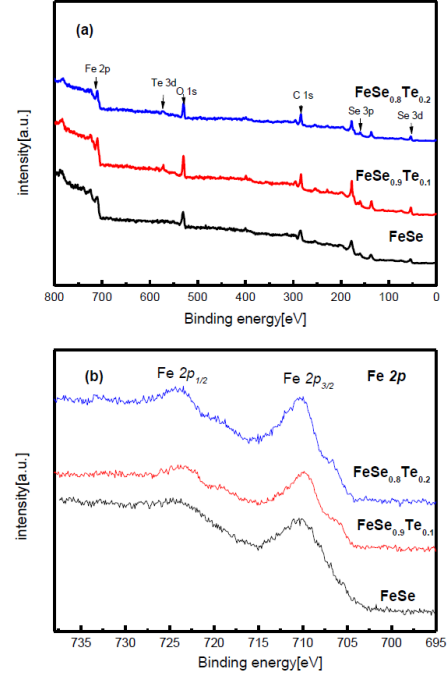 (a)
Fe 2p
Te 3d
O 1s
C 1s
FeSe0.8Te0.2
Se 3p
Se 3d
FeSe0.9Te0.1
FeSe
intensity[a.u.]
800 700 600 500 400 300 200 100 0
Binding energy[eV]
(b)
Fe 2p1/2
Fe 2p3/2
Fe 2p
FeSe0.8Te0.2
FeSe0.9Te0.1
FeSe
intensity[a.u.]
735 730 725 720 715 710 705 700 695
Binding energy[eV]